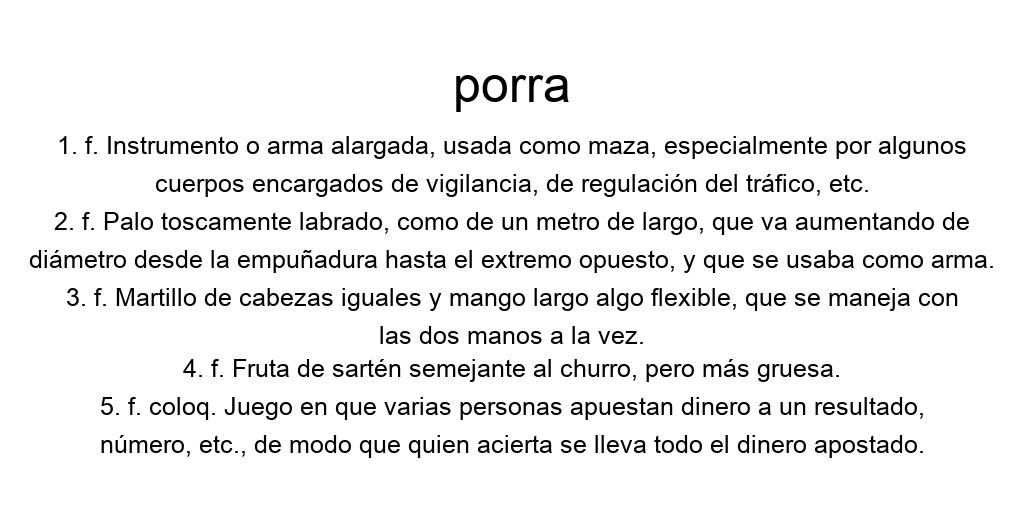 porra
1. f. Instrumento o arma alargada, usada como maza, especialmente por algunos
cuerpos encargados de vigilancia, de regulación del tráfico, etc.
2. f. Palo toscamente labrado, como de un metro de largo, que va aumentando de
diámetro desde la empuñadura hasta el extremo opuesto, y que se usaba como arma.
3. f. Martillo de cabezas iguales y mango largo algo flexible, que se maneja con
las dos manos a la vez.
4. f. Fruta de sartén semejante al churro, pero más gruesa.
5. f. coloq. Juego en que varias personas apuestan dinero a un resultado,
número, etc., de modo que quien acierta se lleva todo el dinero apostado.